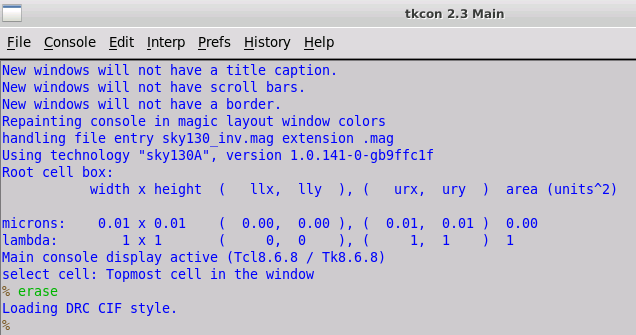 tkcon 2.3 Main
File Console Edit Interp Prefs History Help
New windows will not have a title caption.
New windows will not have scroll bars.
New windows will not have a border.
Repainting console in magic layout window colors
handling file entry sky130_inv.mag extension .mag
Using technology "sky130A", version 1.0.141-0-gb9ffc1f
Root cell box:
           width x height  (   llx,  lly  ), (   urx,  ury  )  area (units^2)
microns:    0.01 x 0.01    (  0.00,  0.00 ), (  0.01,  0.01 )  0.00
lambda:        1 x 1       (     0,  0    ), (     1,  1    )  1
Main console display active (Tcl8.6.8 / Tk8.6.8)
select cell: Topmost cell in the window
% erase
Loading DRC CIF style.
%